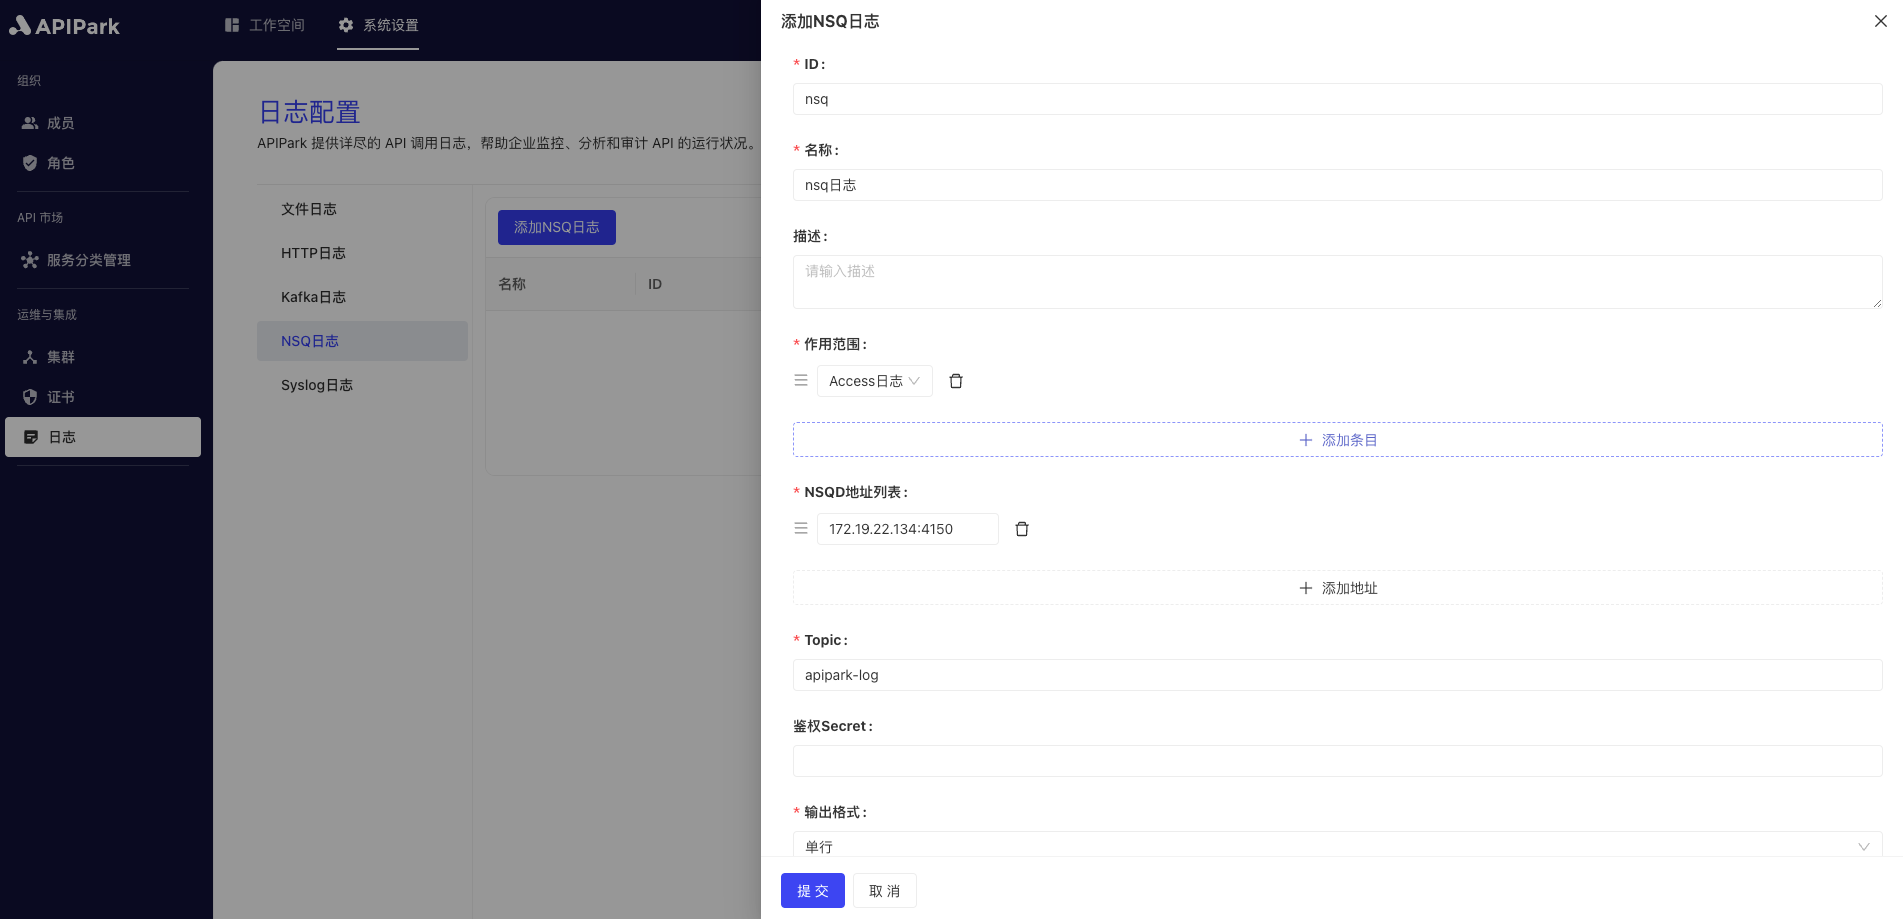 APIPark
工作空间
系统设置
组织
成员
角色
API 市场
服务分类管理
运维与集成
集群
证书
日志
日志配置
APIPark 提供详尽的 API 调用日志，帮助企业监控、分析和审计 API 的运行状况。
文件日志
HTTP日志
Kafka日志
NSQ日志
Syslog日志
添加NSQ日志
名称
ID
添加NSQ日志
* ID :
nsq
* 名称 :
nsq日志
描述 :
请输入描述
* 作用范围 :
Access日志
添加条目
* NSQD地址列表 :
172.19.22.134:4150
添加地址
* Topic :
apipark-log
鉴权Secret :
* 输出格式 :
单行
提 交
取 消